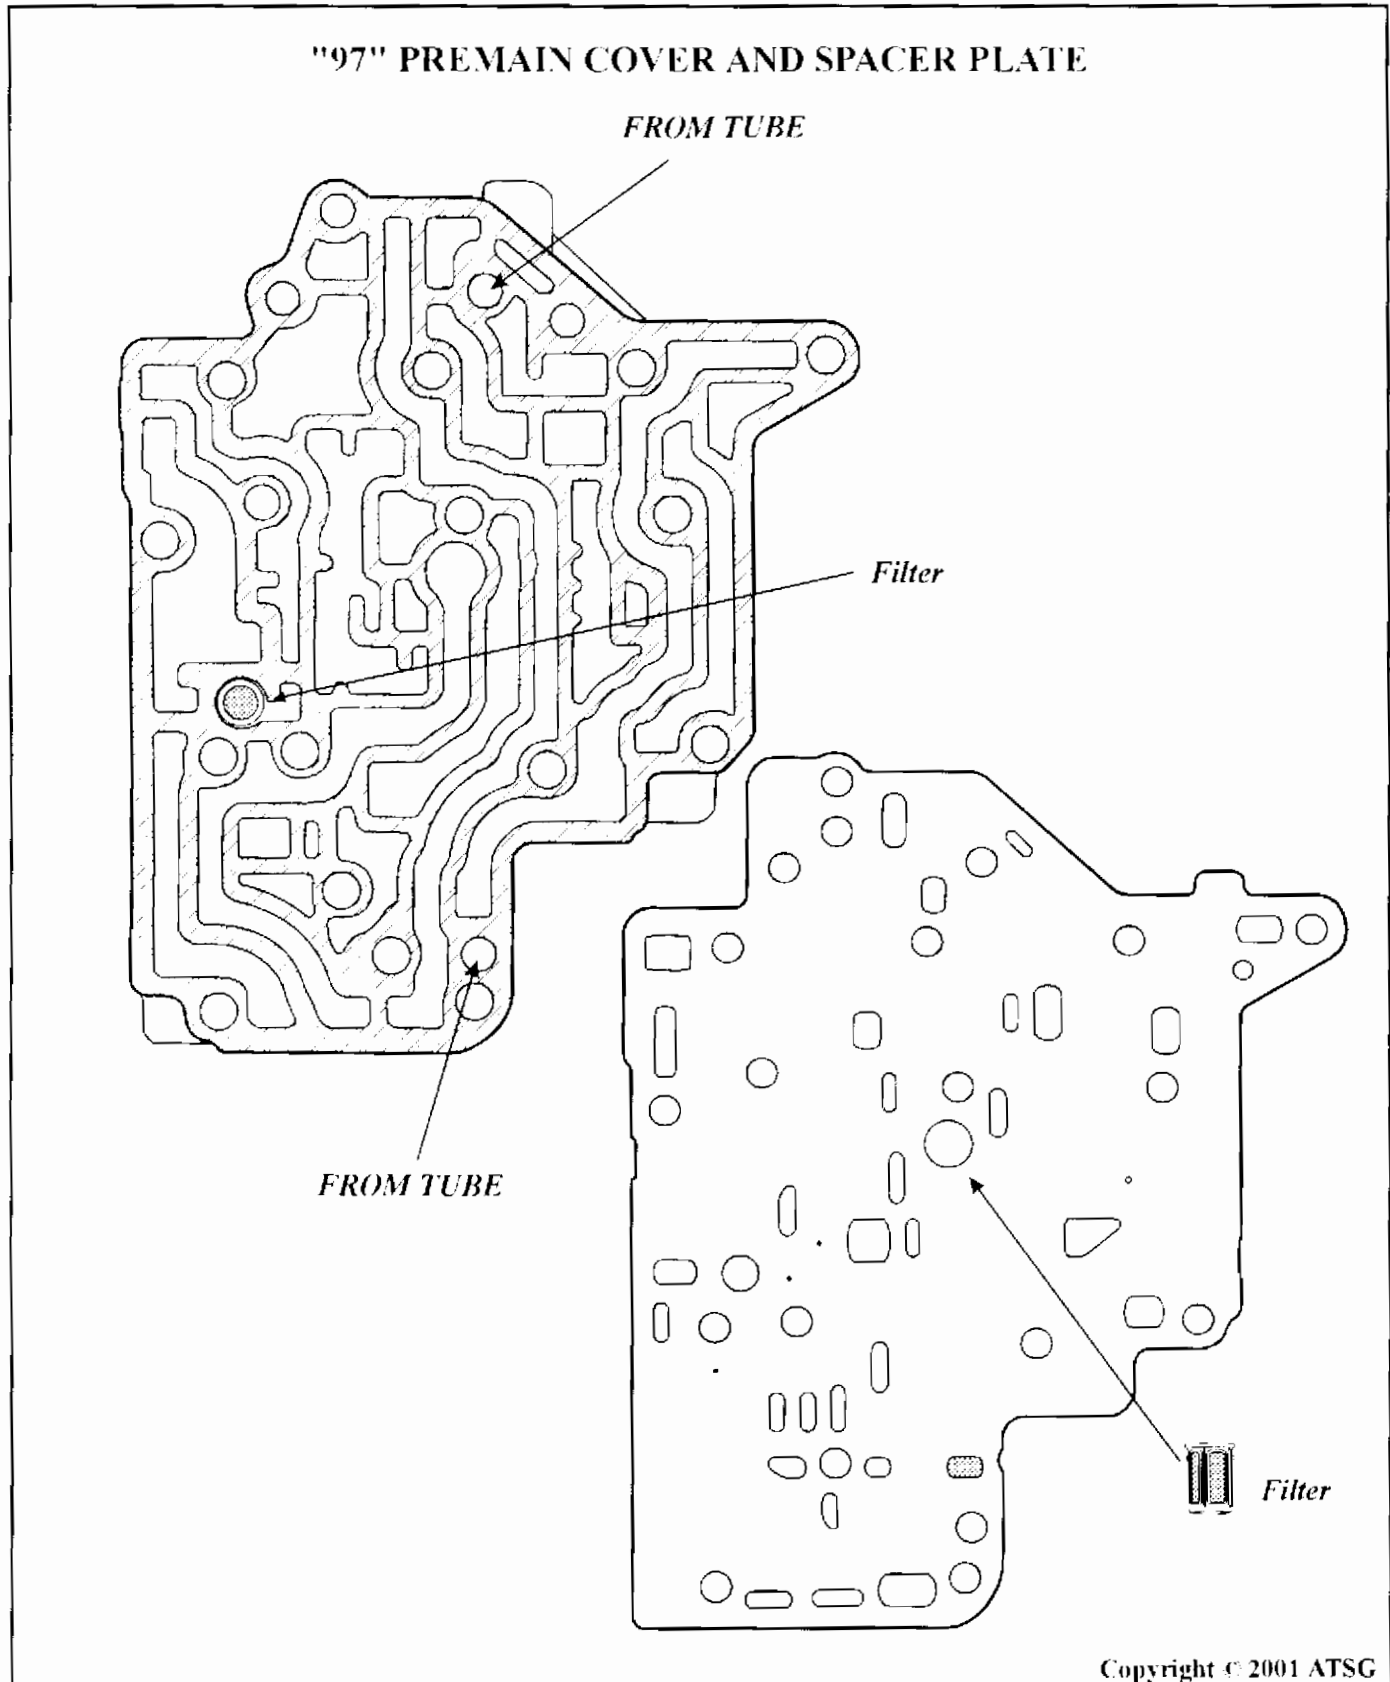 "97" PREMAIN COVER AND SPACER PLATE
FROM TUBE
Filter
FROM TUBE
Filter
Copyright © 2001 ATSG